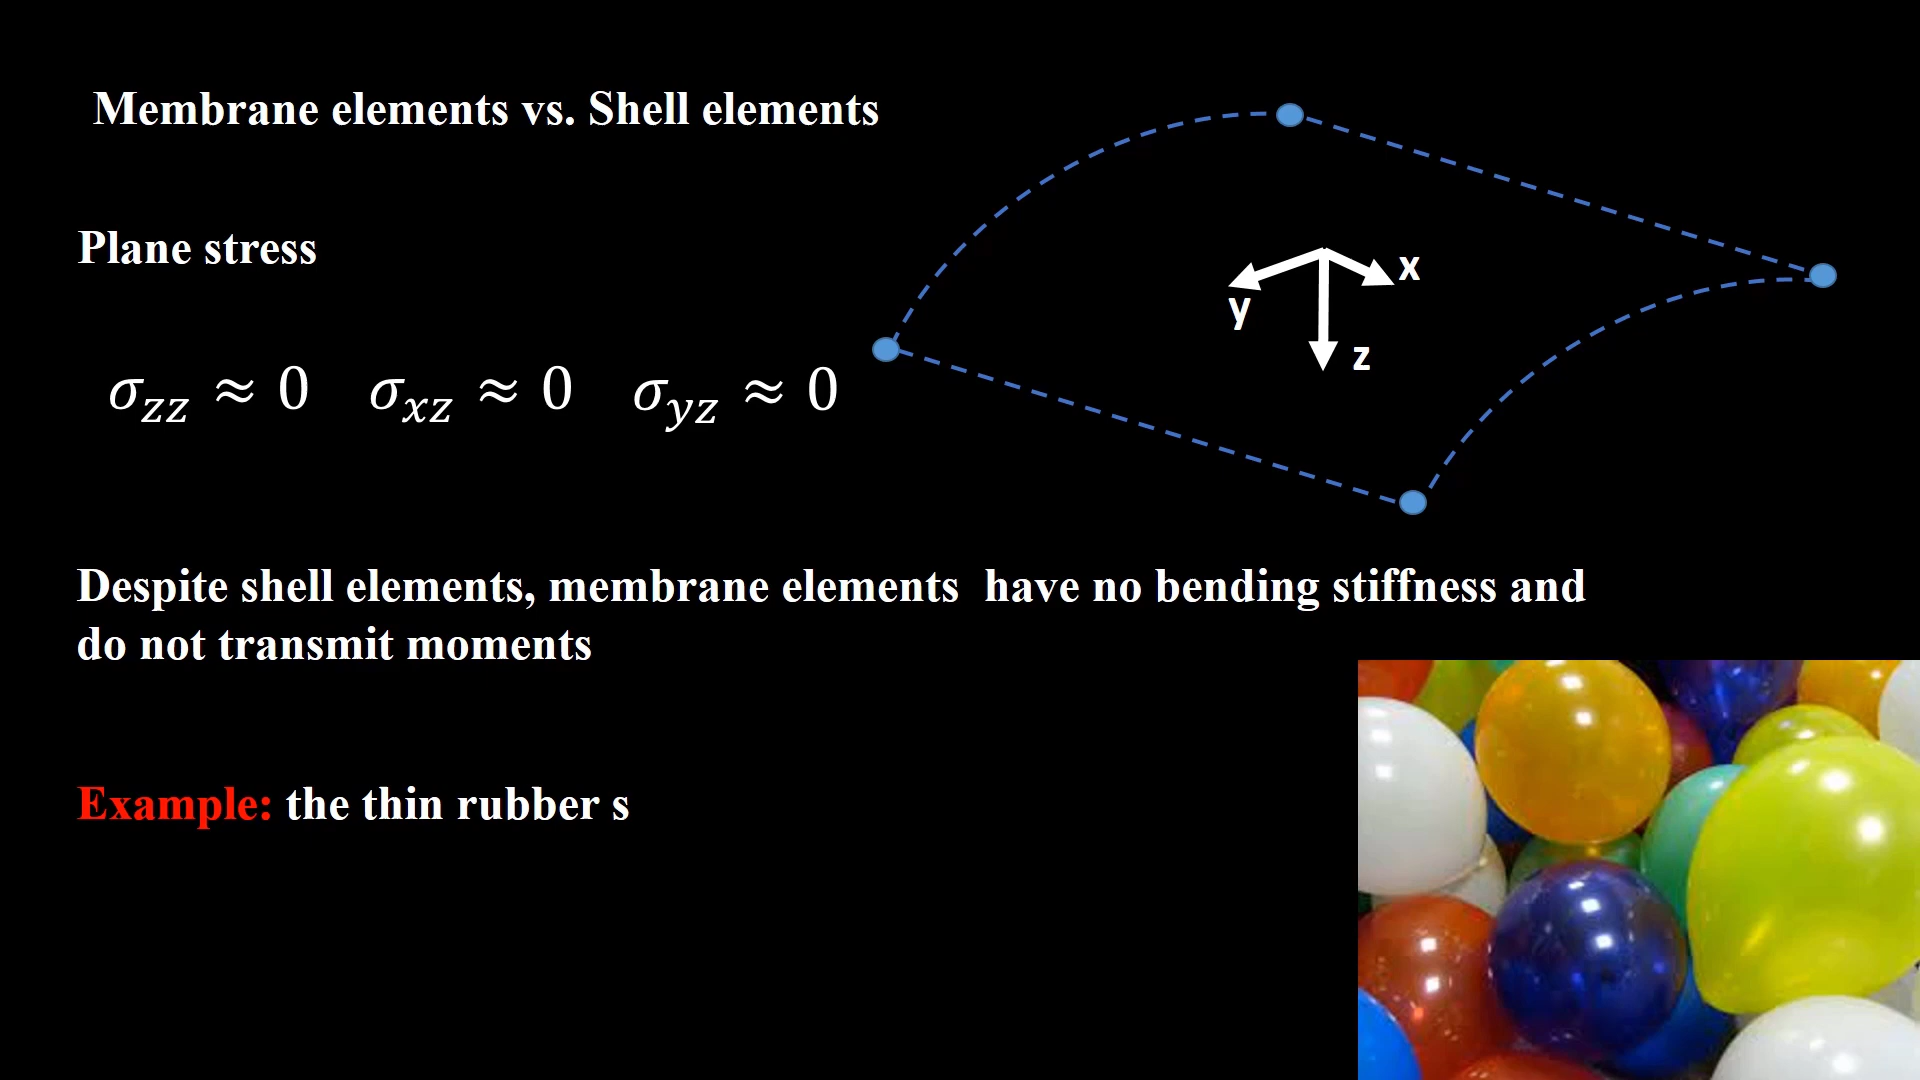 Membrane elements vs. Shell elements
Plane stress
σzz ≈ 0 σxz ≈ 0 σyz ≈ 0
x
y
z
Despite shell elements, membrane elements have no bending stiffness and
do not transmit moments
Example: the thin rubber s